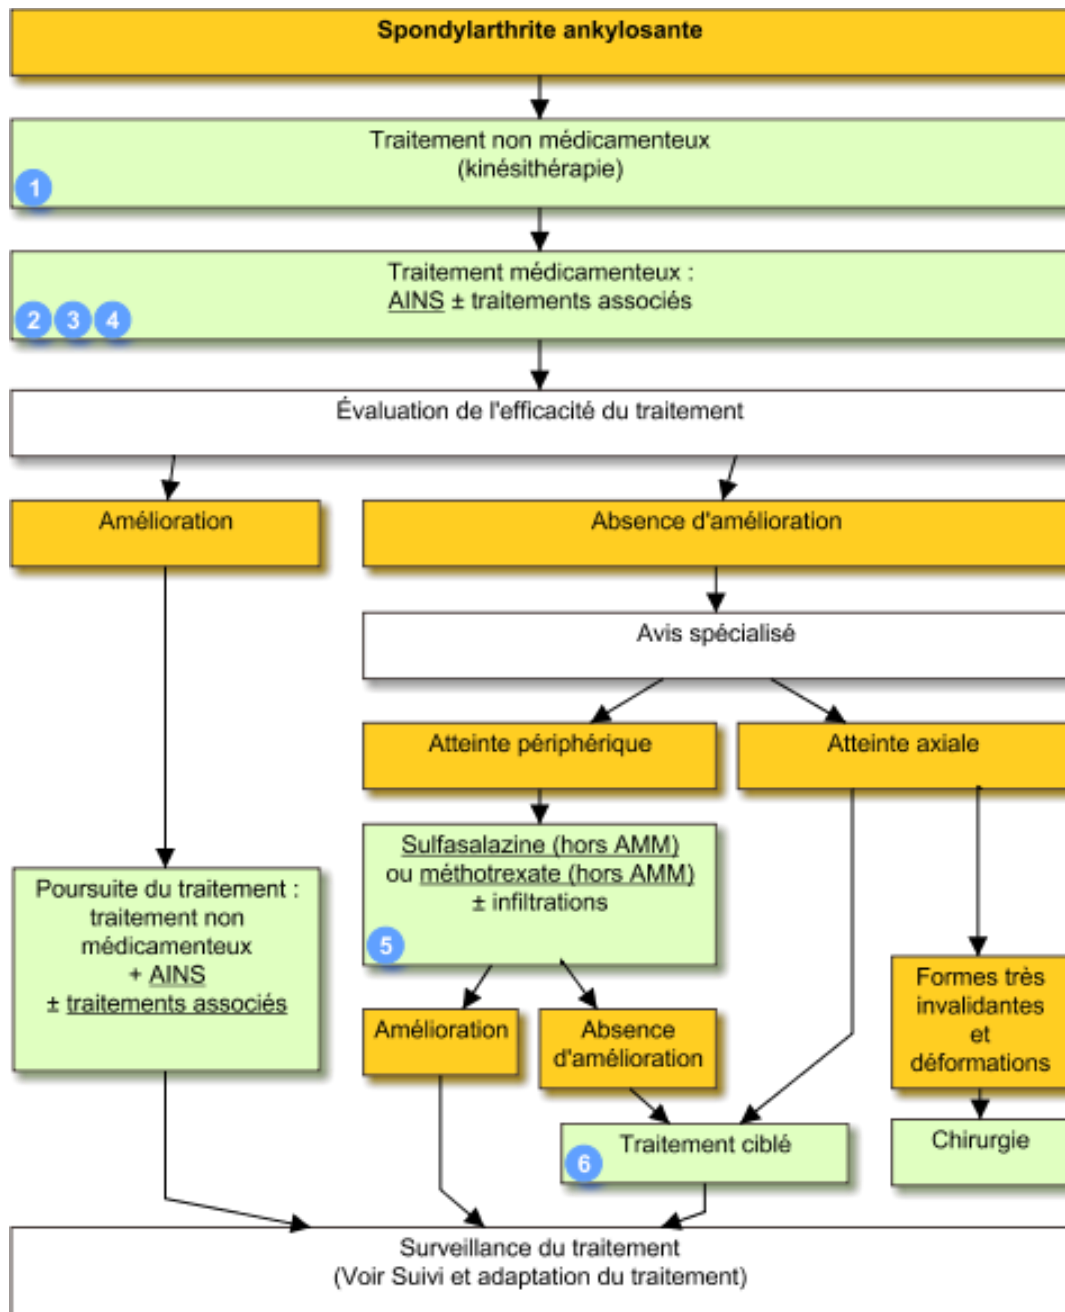 Spondylarthrite ankylosante
Traitement non médicamenteux
(kinésithérapie)
1
Traitement médicamenteux :
AINS ± traitements associés
2 3 4
Évaluation de l'efficacité du traitement
Amélioration
Absence d'amélioration
Avis spécialisé
Atteinte périphérique
Atteinte axiale
Sulfasalazine (hors AMM)
ou méthotrexate (hors AMM)
± infiltrations
5
Poursuite du traitement :
traitement non
médicamenteux
+ AINS
± traitements associés
Formes très
invalidantes
et
déformations
Amélioration
Absence
d'amélioration
Traitement ciblé
6
Chirurgie
Surveillance du traitement
(Voir Suivi et adaptation du traitement)